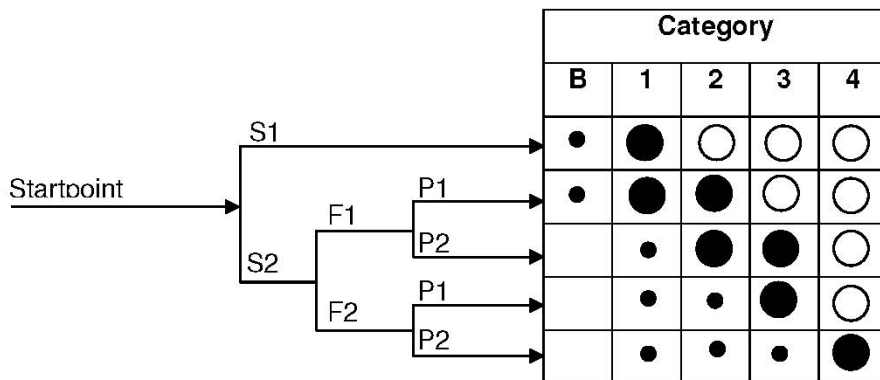 Category
B 1 2 3 4
S1
Startpoint
P1
F1
P2
S2
P1
F2
P2